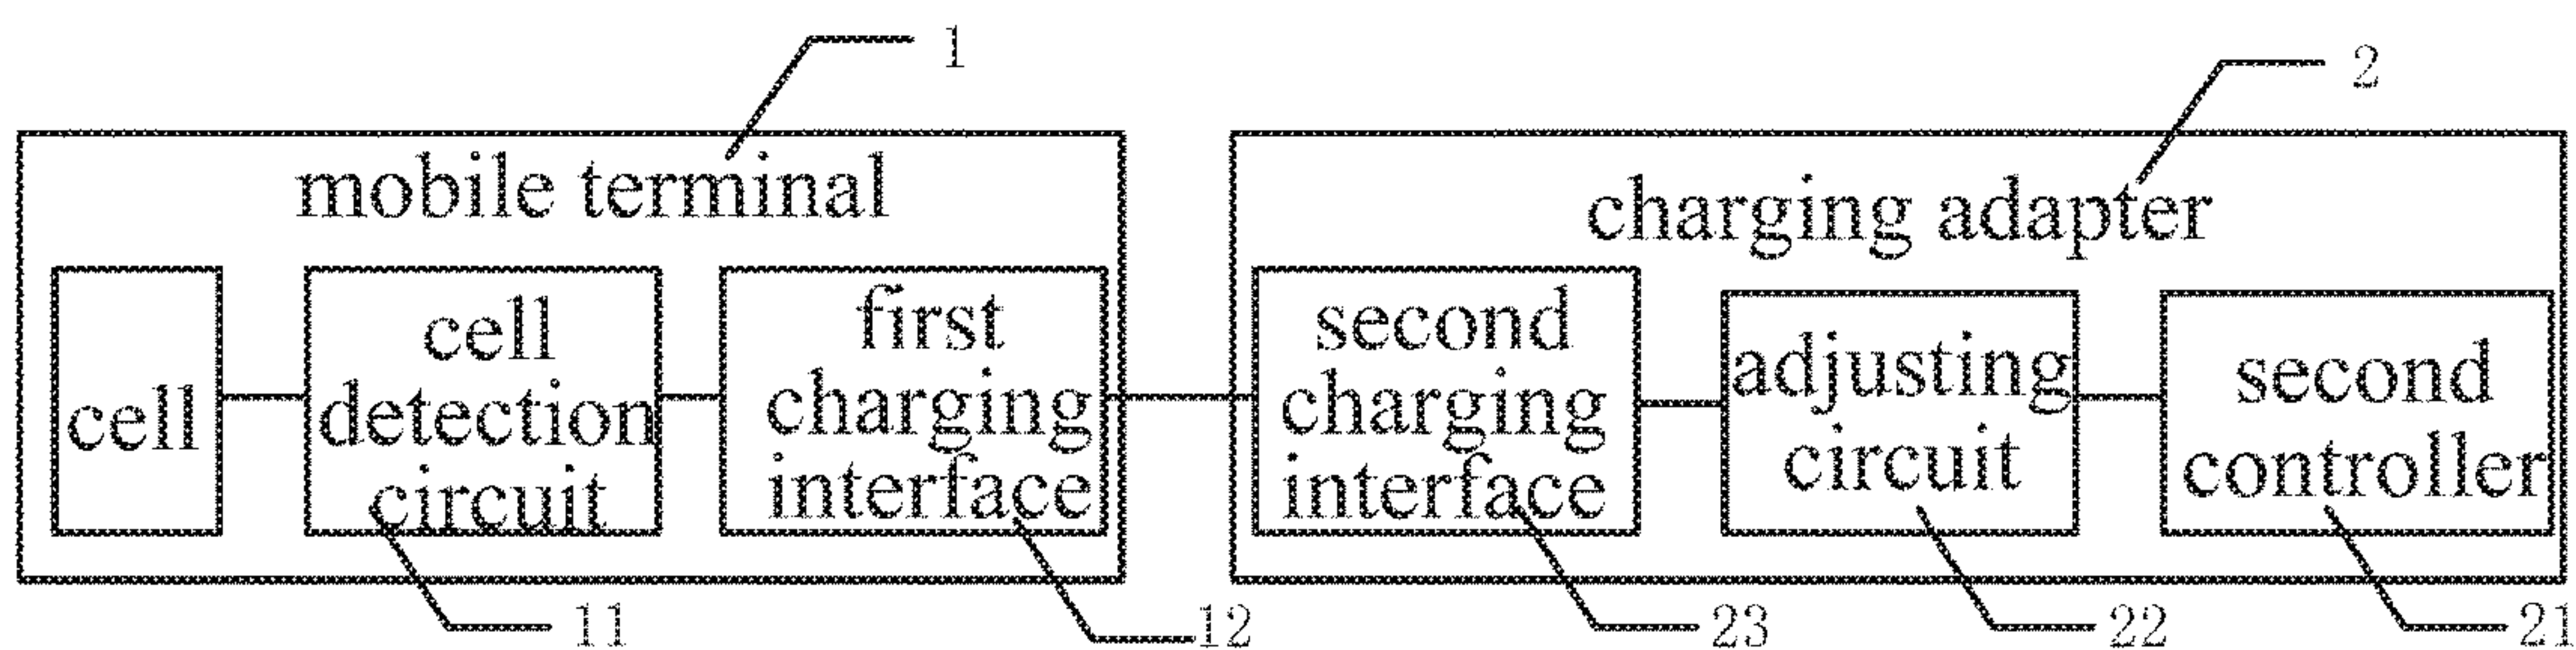 1
2
mobile terminal
charging adapter
cell
cell
detection
circuit
first
charging
interface
second
charging
interface
adjusting
circuit
second
controller
11
12
23
22
21